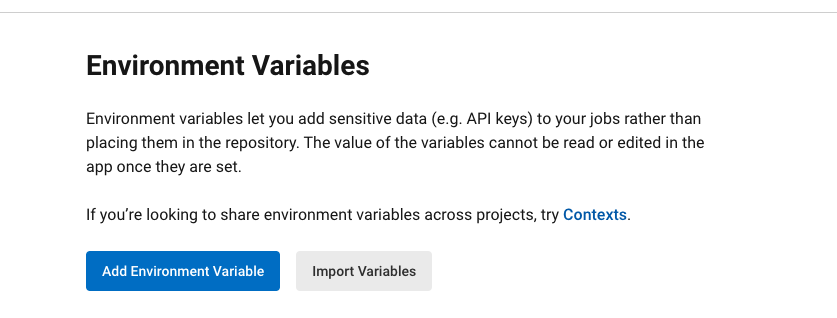 Environment Variables
Environment variables let you add sensitive data (e.g. API keys) to your jobs rather than
placing them in the repository. The value of the variables cannot be read or edited in the
app once they are set.
If you’re looking to share environment variables across projects, try Contexts.
Add Environment Variable
Import Variables